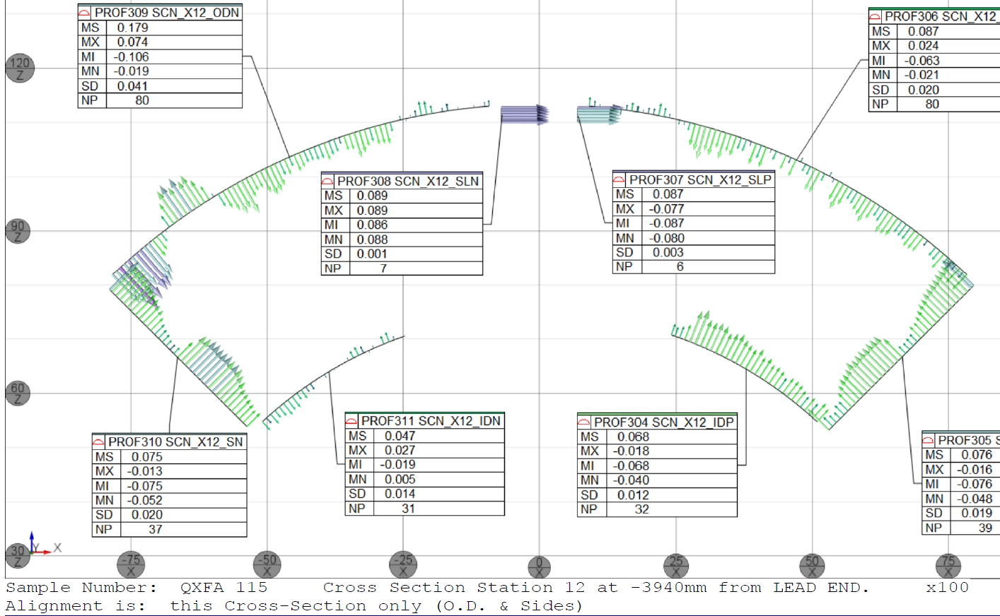 PROF309 SCN_X12_ODN
MS 0.179
MX 0.074
MI -0.106
MN -0.019
SD 0.041
NP 80
PROF306 SCN_X12_
MS 0.087
MX 0.024
MI -0.063
MN -0.021
SD 0.020
NP 80
120
Z
PROF308 SCN_X12_SLN
MS 0.089
MX 0.089
MI 0.086
MN 0.088
SD 0.001
NP 7
PROF307 SCN_X12_SLP
MS 0.087
MX -0.077
MI -0.087
MN -0.080
SD 0.003
NP 6
90
Z
60
Z
PROF310 SCN_X12_SN
MS 0.075
MX -0.013
MI -0.075
MN -0.052
SD 0.020
NP 37
PROF311 SCN_X12_IDN
MS 0.047
MX 0.027
MI -0.019
MN 0.005
SD 0.014
NP 31
PROF304 SCN_X12_IDP
MS 0.068
MX -0.018
MI -0.068
MN -0.040
SD 0.012
NP 32
PROF305 S
MS 0.076
MX -0.016
MI -0.076
MN -0.048
SD 0.019
NP 39
30
Z
Y X
-75
X
-50
X
-25
X
0
X
25
X
50
X
75
X
Sample Number: QXFA 115 Cross Section Station 12 at -3940mm from LEAD END. x100
Alignment is: this Cross-Section only (O.D. & Sides)